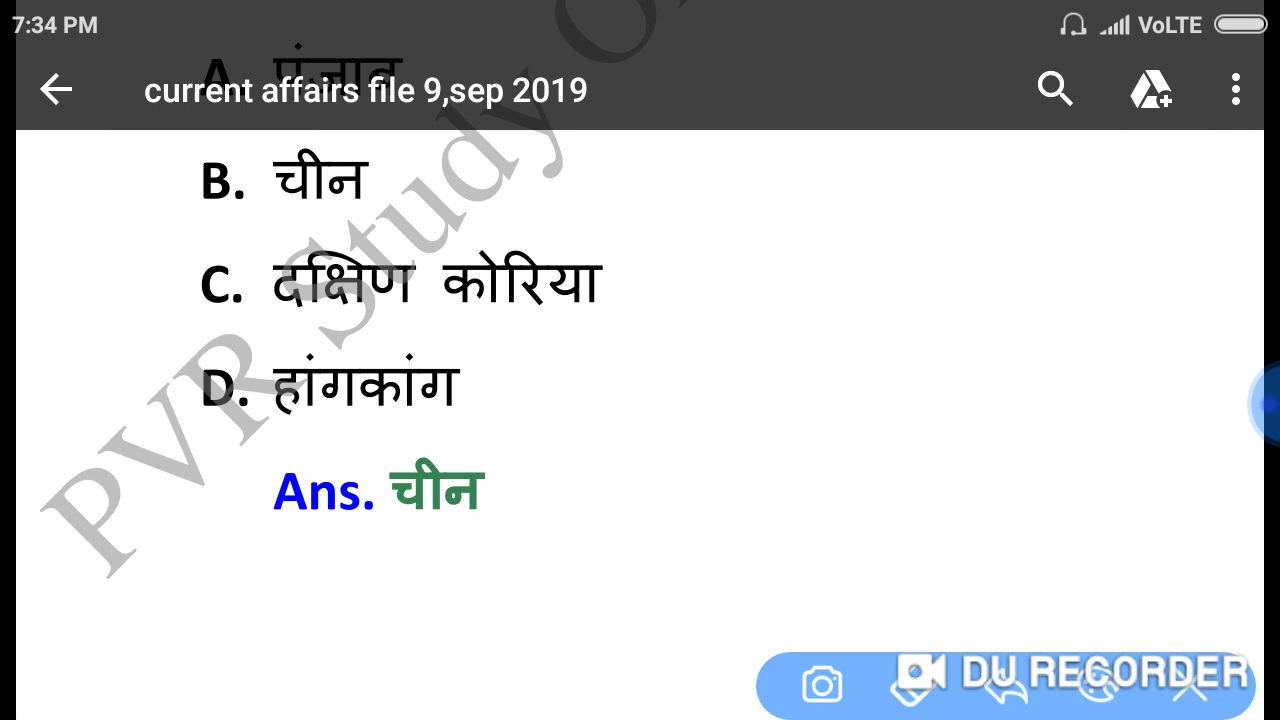 7:34 PM VoLTE
A. पंजाब
current affairs file 9,sep 2019
B. चीन
C. दक्षिण कोरिया
D. हांगकांग
Ans. चीन
PVR Study
DU RECORDER